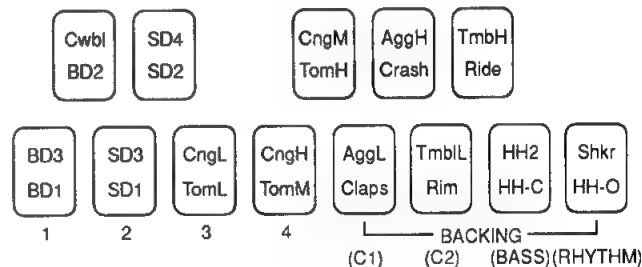 Cwbl SD4 CngM AggH TmbH
BD2 SD2 TomH Crash Ride
BD3 SD3 CngL CngH AggL TmblL HH2 Shkr
BD1 SD1 TomL TomM Claps Rim HH-C HH-O
1 2 3 4 BACKING
(C1) (C2) (BASS) (RHYTHM)